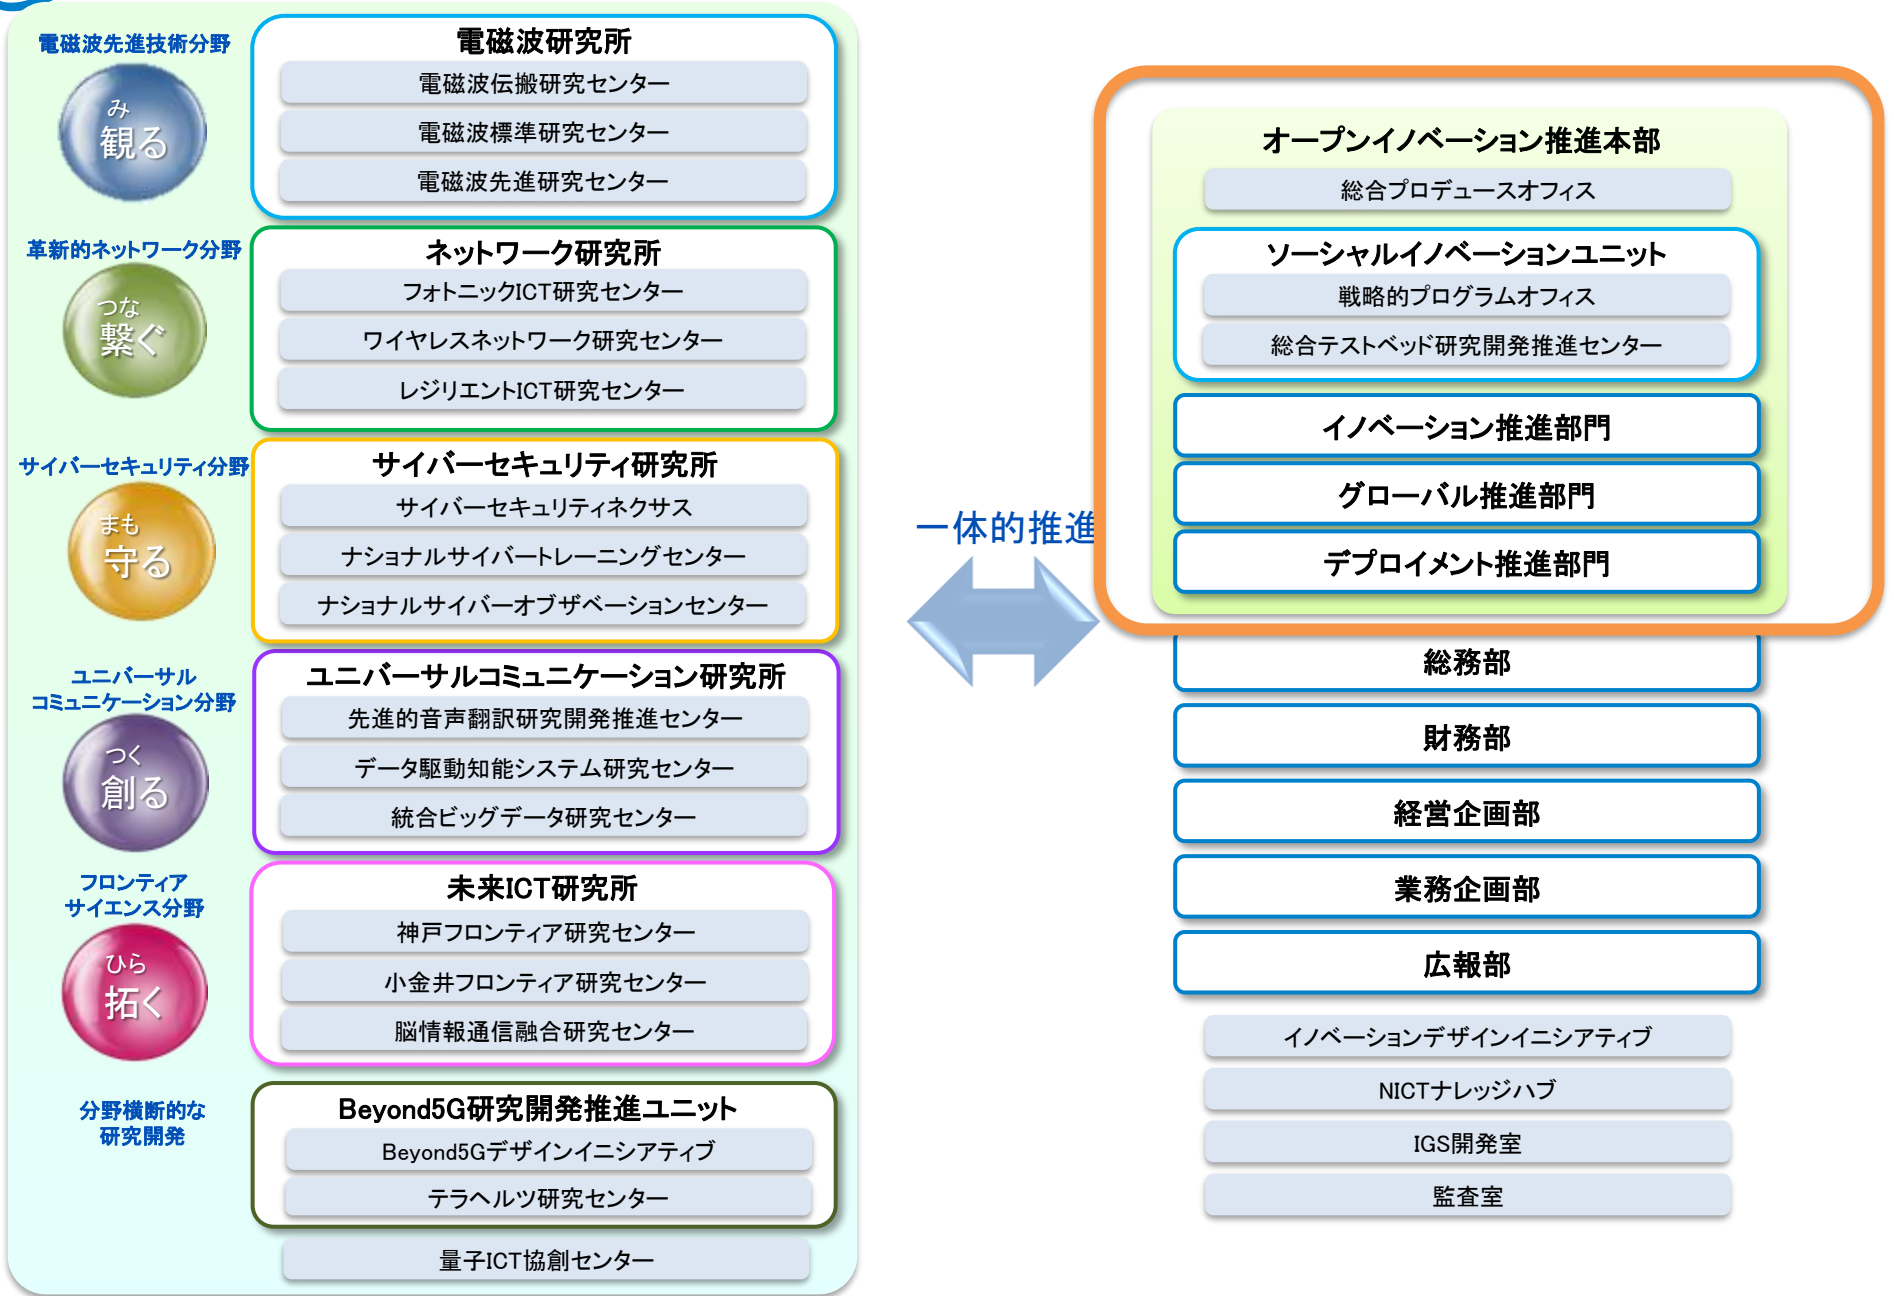 電磁波先進技術分野
み
観る
電磁波研究所
電磁波伝搬研究センター
電磁波標準研究センター
電磁波先進研究センター
革新的ネットワーク分野
つな
繋ぐ
ネットワーク研究所
フォトニックICT研究センター
ワイヤレスネットワーク研究センター
レジリエントICT研究センター
サイバーセキュリティ分野
まも
守る
サイバーセキュリティ研究所
サイバーセキュリティネクサス
ナショナルサイバートレーニングセンター
ナショナルサイバーオブザベーションセンター
ユニバーサル
コミュニケーション分野
つく
創る
ユニバーサルコミュニケーション研究所
先進的音声翻訳研究開発推進センター
データ駆動知能システム研究センター
統合ビッグデータ研究センター
フロンティア
サイエンス分野
ひら
拓く
未来ICT研究所
神戸フロンティア研究センター
小金井フロンティア研究センター
脳情報通信融合研究センター
分野横断的な
研究開発
Beyond5G研究開発推進ユニット
Beyond5Gデザインイニシアティブ
テラヘルツ研究センター
量子ICT協創センター
一体的推進
オープンイノベーション推進本部
総合プロデュースオフィス
ソーシャルイノベーションユニット
戦略的プログラムオフィス
総合テストベッド研究開発推進センター
イノベーション推進部門
グローバル推進部門
デプロイメント推進部門
総務部
財務部
経営企画部
業務企画部
広報部
イノベーションデザインイニシアティブ
NICTナレッジハブ
IGS開発室
監査室